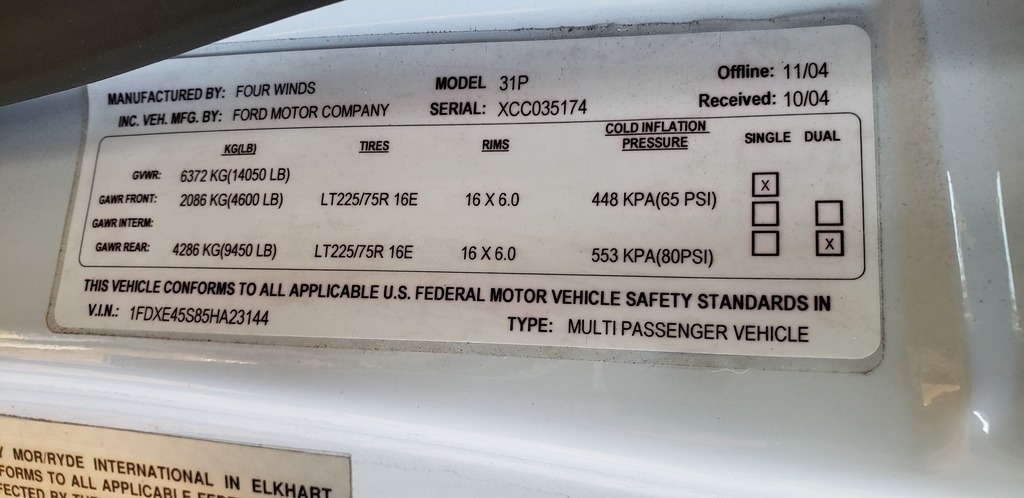 MANUFACTURED BY: FOUR WINDS MODEL 31P Offline: 11/04
INC. VEH. MFG. BY: FORD MOTOR COMPANY SERIAL: XCC035174 Received: 10/04
KG(LB) TIRES RIMS COLD INFLATION PRESSURE SINGLE DUAL
GVWR: 6372 KG(14050 LB)
GAWR FRONT: 2086 KG(4600 LB) LT225/75R 16E 16 X 6.0 448 KPA(65 PSI) X
GAWR INTERM:
GAWR REAR: 4286 KG(9450 LB) LT225/75R 16E 16 X 6.0 553 KPA(80PSI) X
THIS VEHICLE CONFORMS TO ALL APPLICABLE U.S. FEDERAL MOTOR VEHICLE SAFETY STANDARDS IN
V.I.N.: 1FDXE45S85HA23144 TYPE: MULTI PASSENGER VEHICLE
MOR/RYDE INTERNATIONAL IN ELKHART
TO ALL APPLICABLE
BY